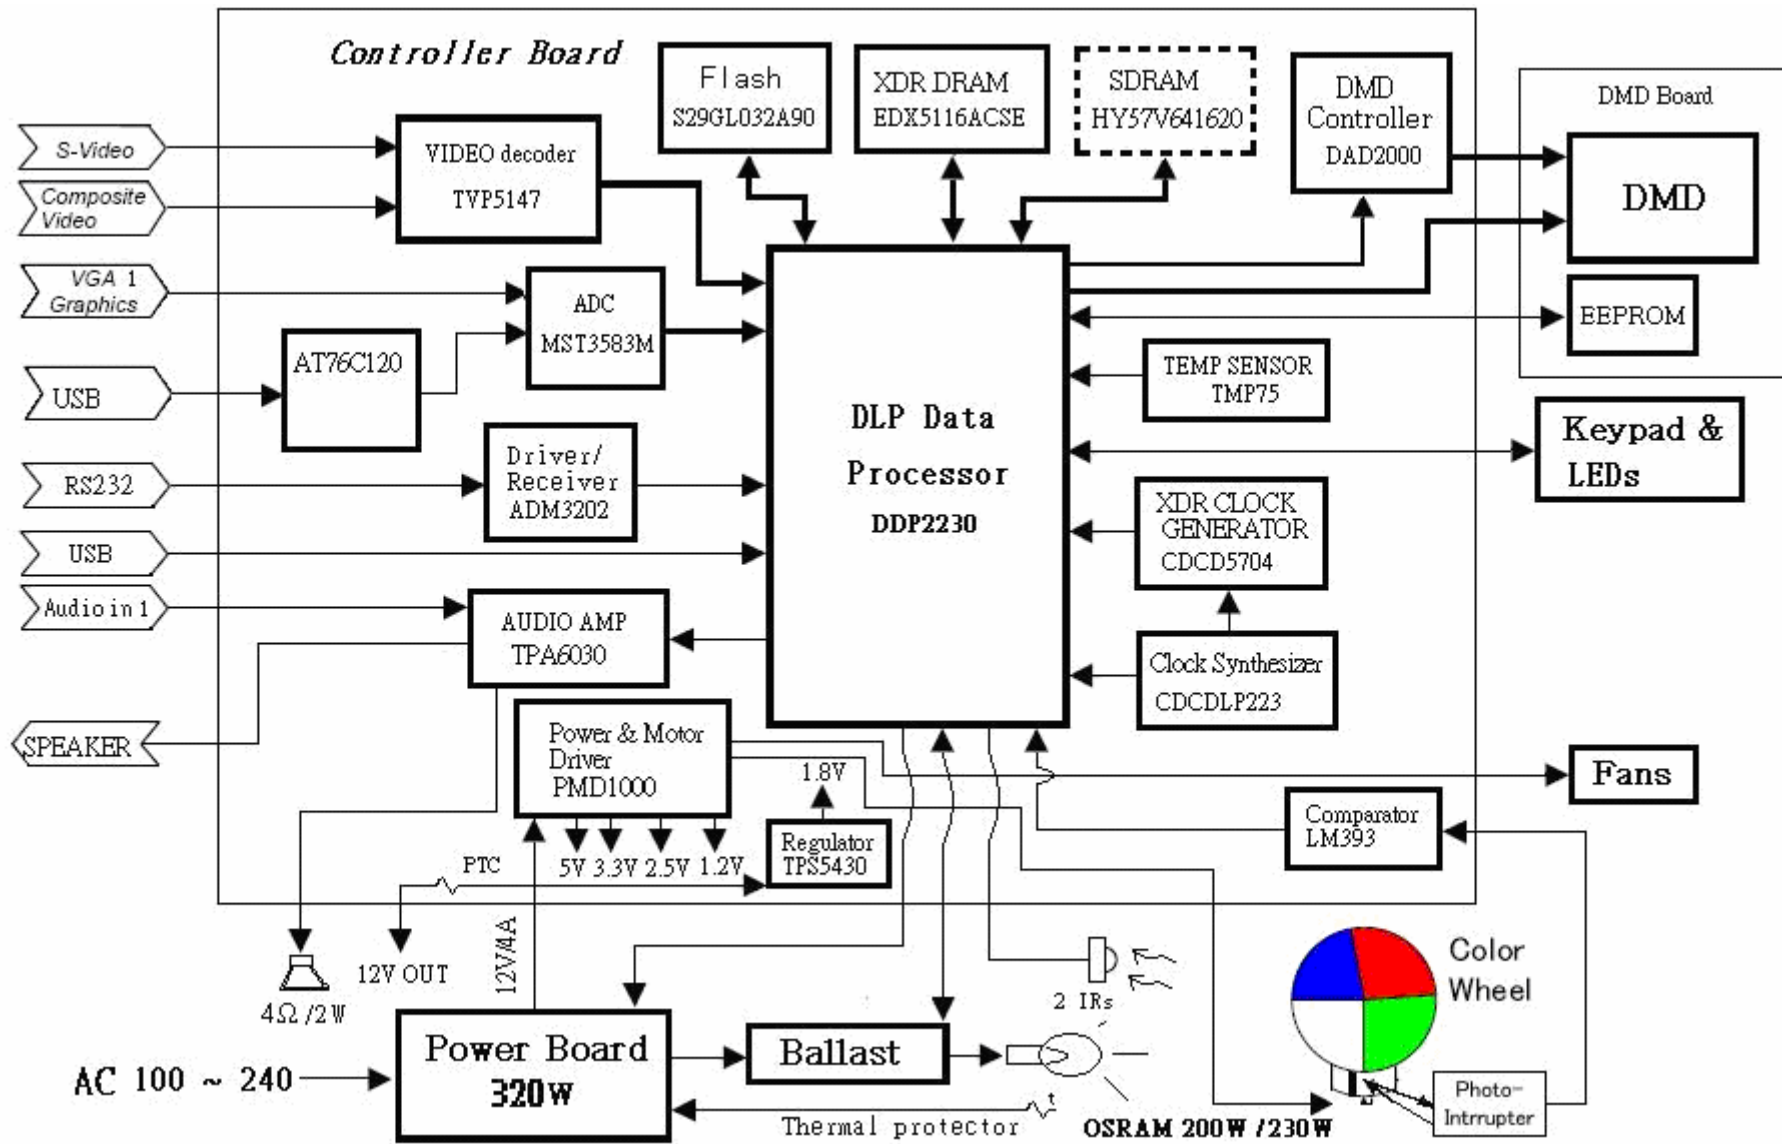 Controller Board
Flash
S29GL032A90
XDR DRAM
EDX5116ACSE
SDRAM
HY57V641620
DMD
Controller
DAD2000
DMD Board
DMD
EEPROM
S-Video
Composite
Video
VIDEO decoder
TVP5147
VGA 1
Graphics
ADC
MST3583M
AT76C120
USB
RS232
Driver/
Receiver
ADM3202
USB
Audio in 1
AUDIO AMP
TPA6030
SPEAKER
DLP Data
Processor
DDP2230
TEMP SENSOR
TMP75
Keypad &
LEDs
XDR CLOCK
GENERATOR
CDCD5704
Clock Synthesizer
CDCDLP223
Power & Motor
Driver
PMD1000
1.8V
Fans
Regulator
TPS5430
Comparator
LM393
5V 3.3V 2.5V 1.2V
PTC
12V/4A
4Ω /2W
12V OUT
2 IRs
Color
Wheel
Power Board
320W
Ballast
AC 100 ~ 240
t
Thermal protector
OSRAM 200W /230W
Photo-
Intrrupter